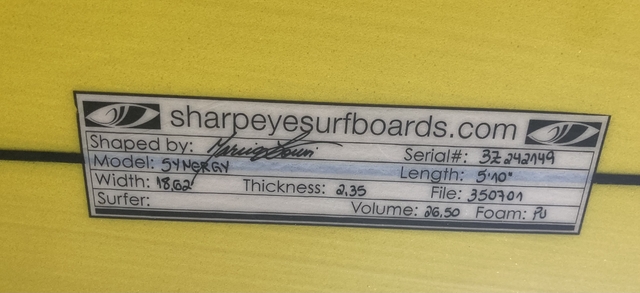 sharpeyesurfboards.com
Shaped by: Serial#: 3Z242149
Model: SYNERGY Length: 5'10"
Width: 18,62 Thickness: 2,35 File: 350701
Surfer: Volume: 26,50 Foam: PU